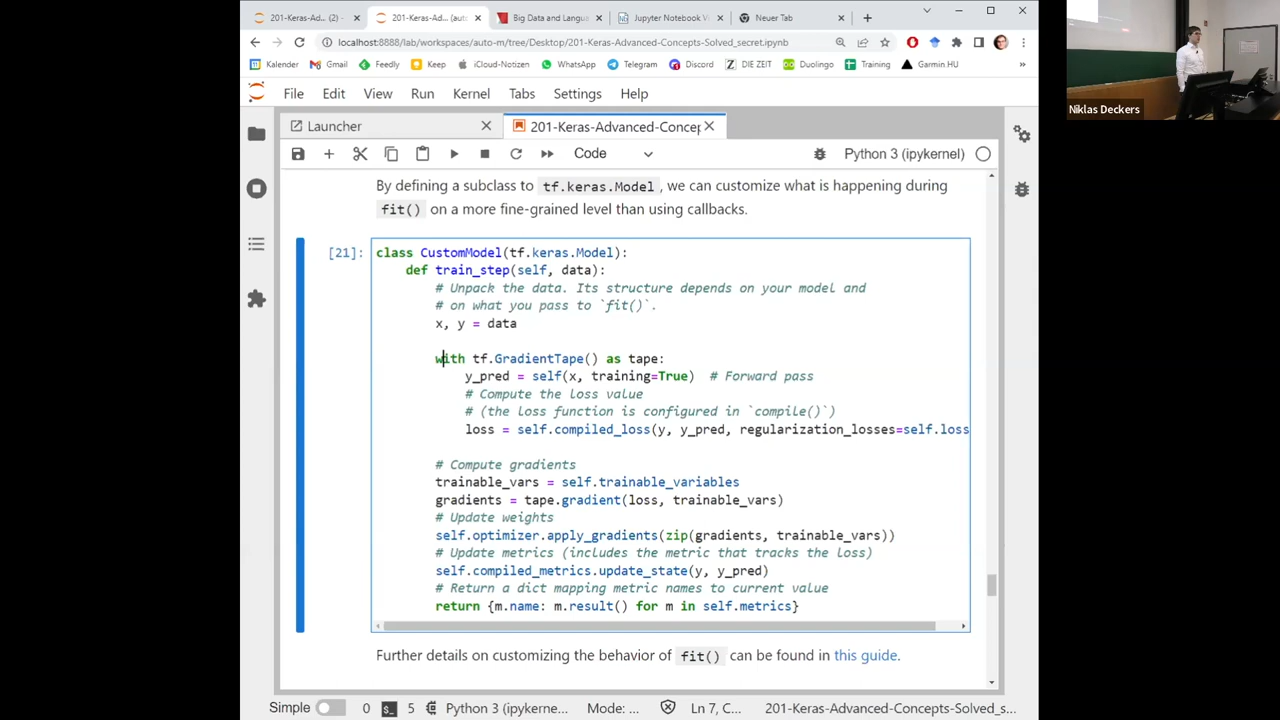 201-Keras-Ad... (2) -
201-Keras-Ad... (auto
Big Data and Langua
Jupyter Notebook Vi
Neuer Tab
localhost:8888/lab/workspaces/auto-m/tree/Desktop/201-Keras-Advanced-Concepts-Solved_secret.ipynb
Kalender Gmail Feedly Keep iCloud-Notizen WhatsApp Telegram Discord DIE ZEIT Duolingo Training Garmin.HU »
File Edit View Run Kernel Tabs Settings Help
Launcher
201-Keras-Advanced-Concep
Code
Python 3 (ipykernel)
By defining a subclass to tf.keras.Model, we can customize what is happening during
fit() on a more fine-grained level than using callbacks.
[21]:
class CustomModel(tf.keras.Model):
def train_step(self, data):
# Unpack the data. Its structure depends on your model and
# on what you pass to `fit()`.
x, y = data
with tf.GradientTape() as tape:
y_pred = self(x, training=True)  # Forward pass
# Compute the loss value
# (the loss function is configured in `compile()`)
loss = self.compiled_loss(y, y_pred, regularization_losses=self.loss
# Compute gradients
trainable_vars = self.trainable_variables
gradients = tape.gradient(loss, trainable_vars)
# Update weights
self.optimizer.apply_gradients(zip(gradients, trainable_vars))
# Update metrics (includes the metric that tracks the loss)
self.compiled_metrics.update_state(y, y_pred)
# Return a dict mapping metric names to current value
return {m.name: m.result() for m in self.metrics}
Further details on customizing the behavior of fit() can be found in this guide.
Simple 0 5 Python 3 (ipykerne... Mode: ... Ln 7, C... 201-Keras-Advanced-Concepts-Solved_s...
Niklas Deckers